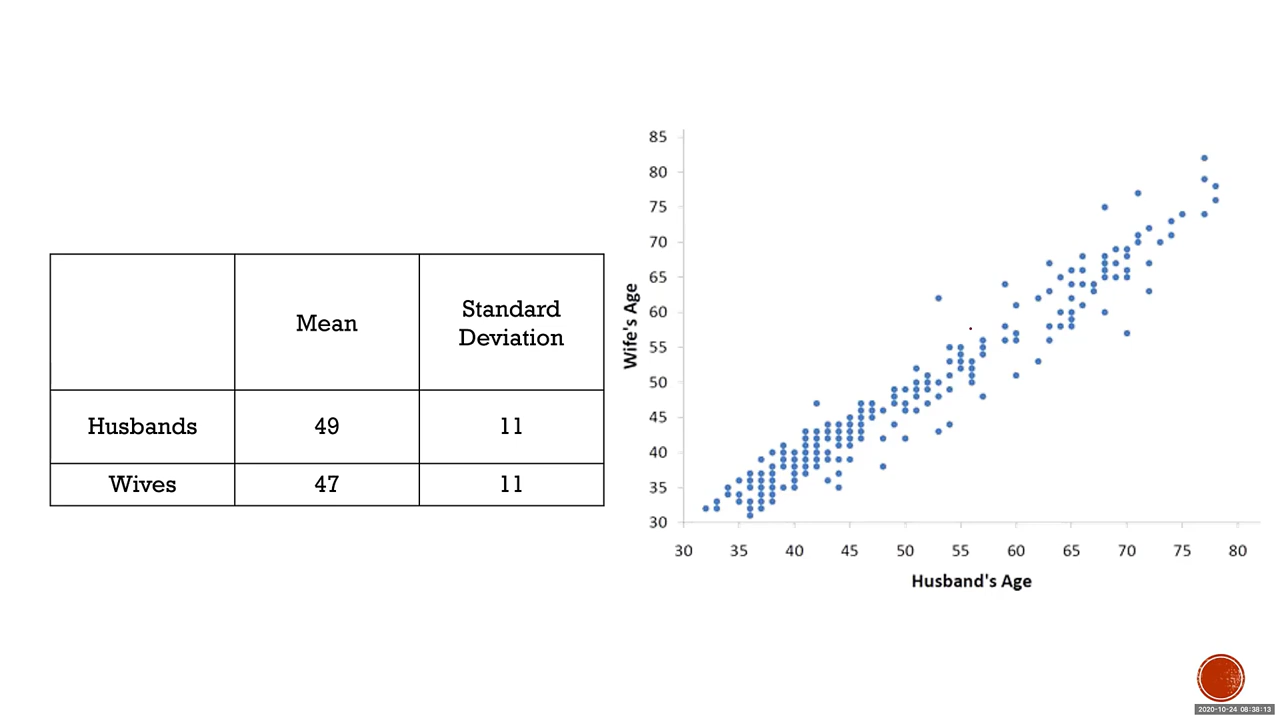 Mean
Standard
Deviation
Husbands 49 11
Wives 47 11
85
80
75
70
65
60
55
50
45
40
35
30
Wife's Age
30 35 40 45 50 55 60 65 70 75 80
Husband's Age
2020-10-24 08:38:13